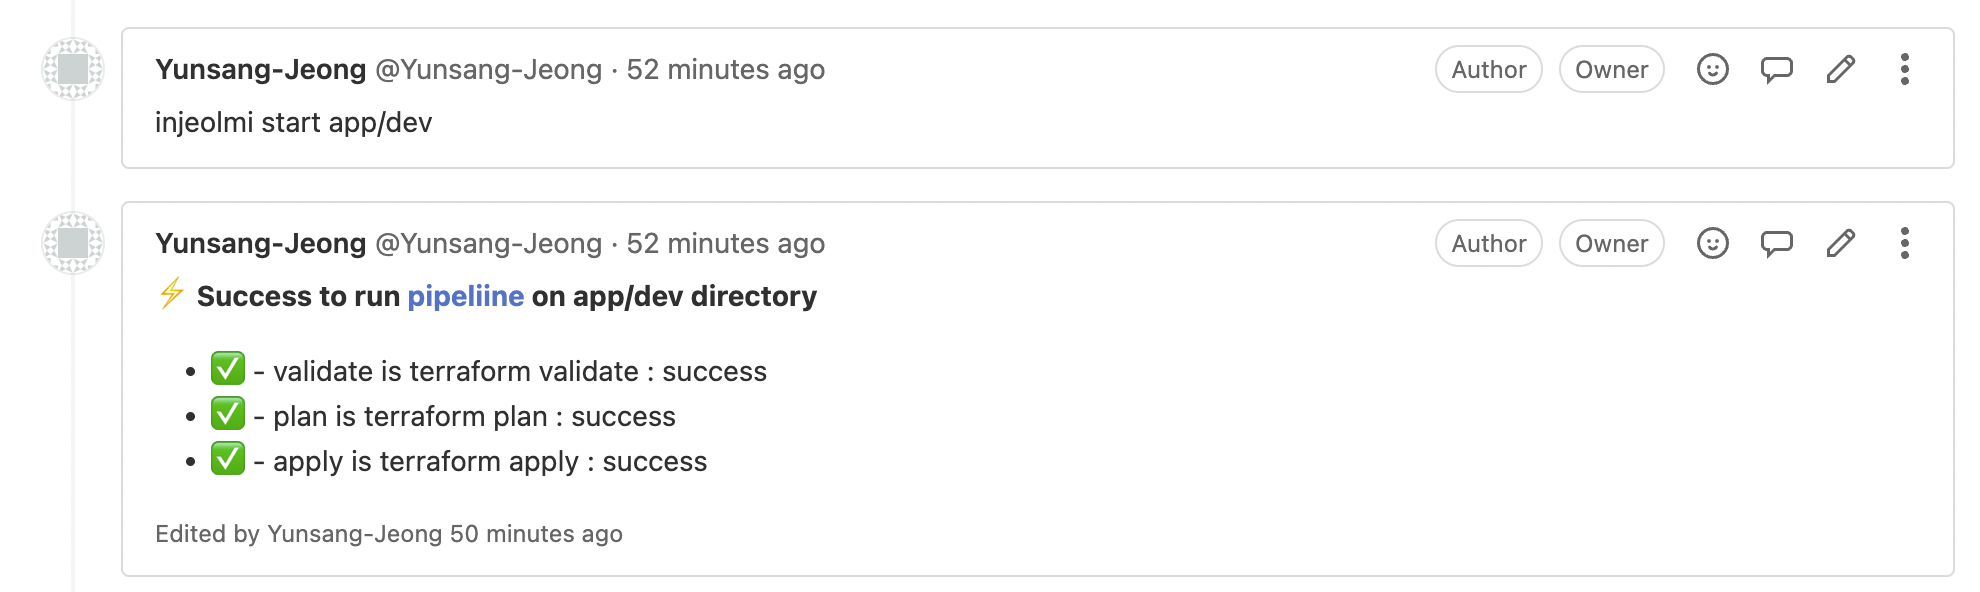 Yunsang-Jeong @Yunsang-Jeong · 52 minutes ago Author Owner
injeolmi start app/dev
Yunsang-Jeong @Yunsang-Jeong · 52 minutes ago Author Owner
⚡ Success to run pipeliine on app/dev directory
• ✅ - validate is terraform validate : success
• ✅ - plan is terraform plan : success
• ✅ - apply is terraform apply : success
Edited by Yunsang-Jeong 50 minutes ago